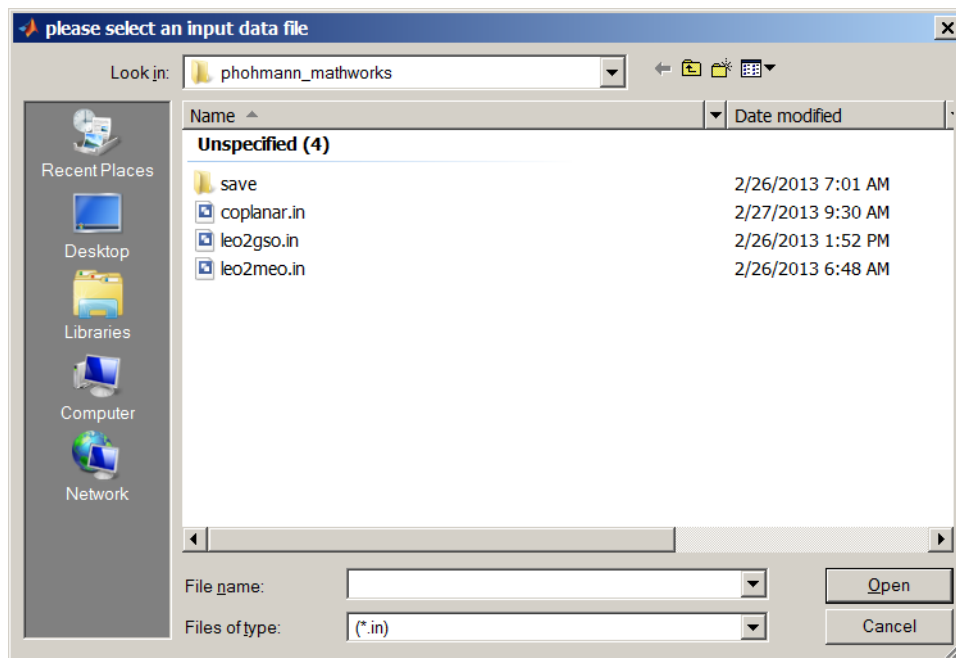 please select an input data file
Look in: phohmann_mathworks
Name Date modified
Unspecified (4)
save 2/26/2013 7:01 AM
coplanar.in 2/27/2013 9:30 AM
leo2gso.in 2/26/2013 1:52 PM
leo2meo.in 2/26/2013 6:48 AM
Recent Places
Desktop
Libraries
Computer
Network
File name: Open
Files of type: (*.in) Cancel